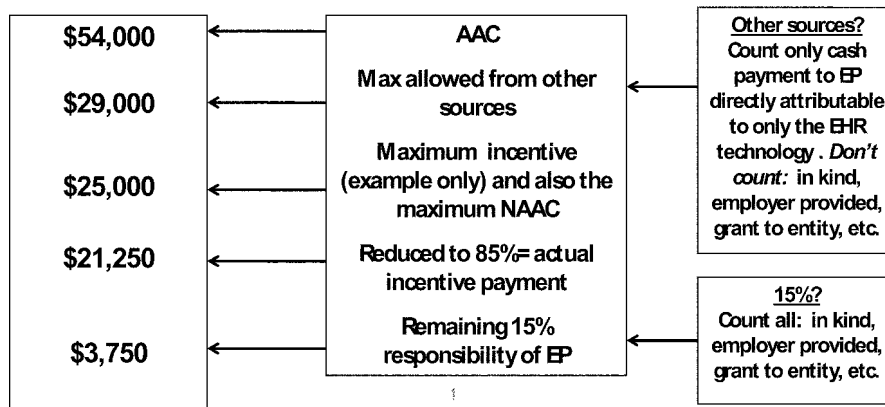 $54,000
$29,000
$25,000
$21,250
$3,750
AAC
Max allowed from other
sources
Maximum incentive
(example only) and also the
maximum NAAC
Reduced to 85%= actual
incentive payment
Remaining 15%
responsibility of EP
Other sources?
Count only cash
payment to EP
directly attributable
to only the EHR
technology . Don't
count: in kind,
employer provided,
grant to entity, etc.
15%?
Count all: in kind,
employer provided,
grant to entity, etc.
1